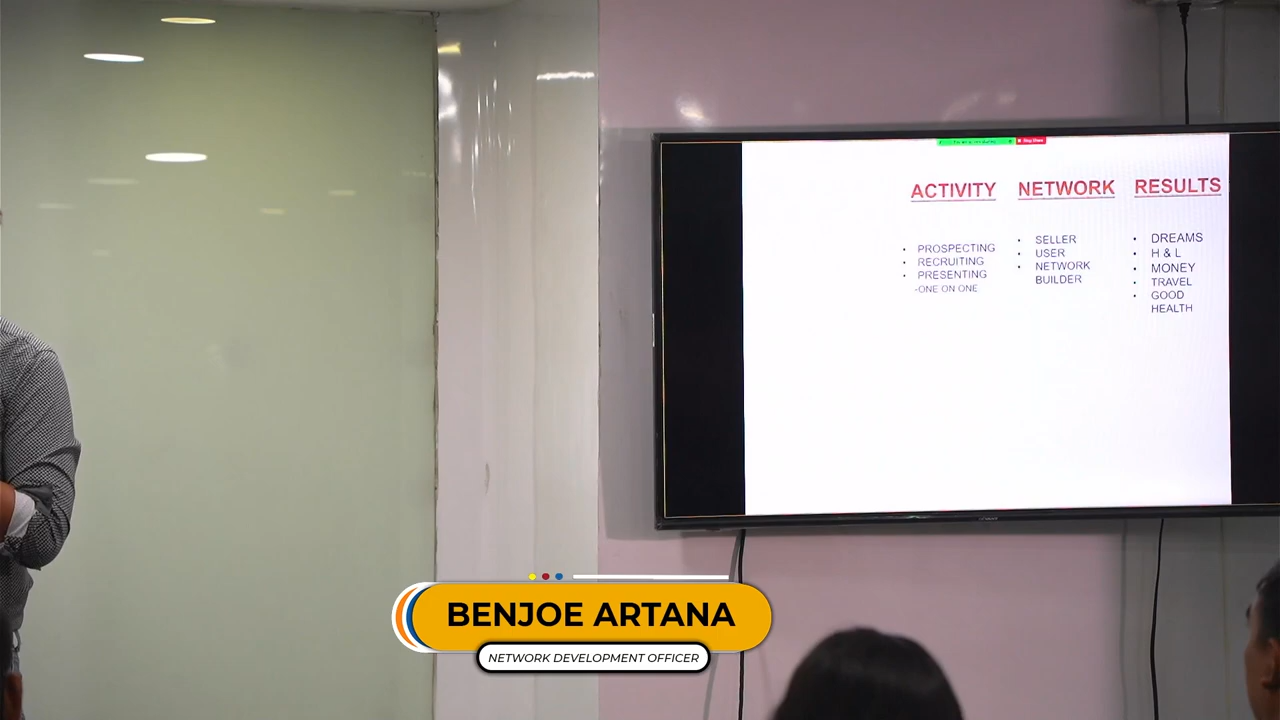 ACTIVITY
• PROSPECTING
• RECRUITING
• PRESENTING
-ONE ON ONE
NETWORK
• SELLER
• USER
• NETWORK
BUILDER
RESULTS
• DREAMS
• H & L
• MONEY
• TRAVEL
• GOOD
HEALTH
BENJOE ARTANA
NETWORK DEVELOPMENT OFFICER